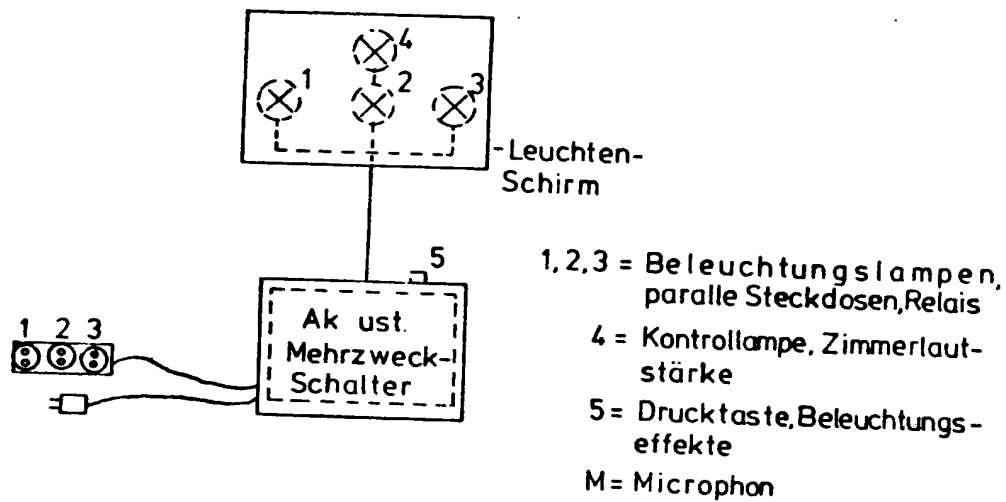 4
1
2
3
-Leuchten-
Schirm
5
1 2 3
Ak ust.
Mehrzweck-
Schalter
1, 2, 3 = Beleuchtungslampen,
paralle Steckdosen, Relais
4 = Kontrollampe, Zimmerlaut-
stärke
5 = Drucktaste, Beleuchtungs-
effekte
M = Microphon